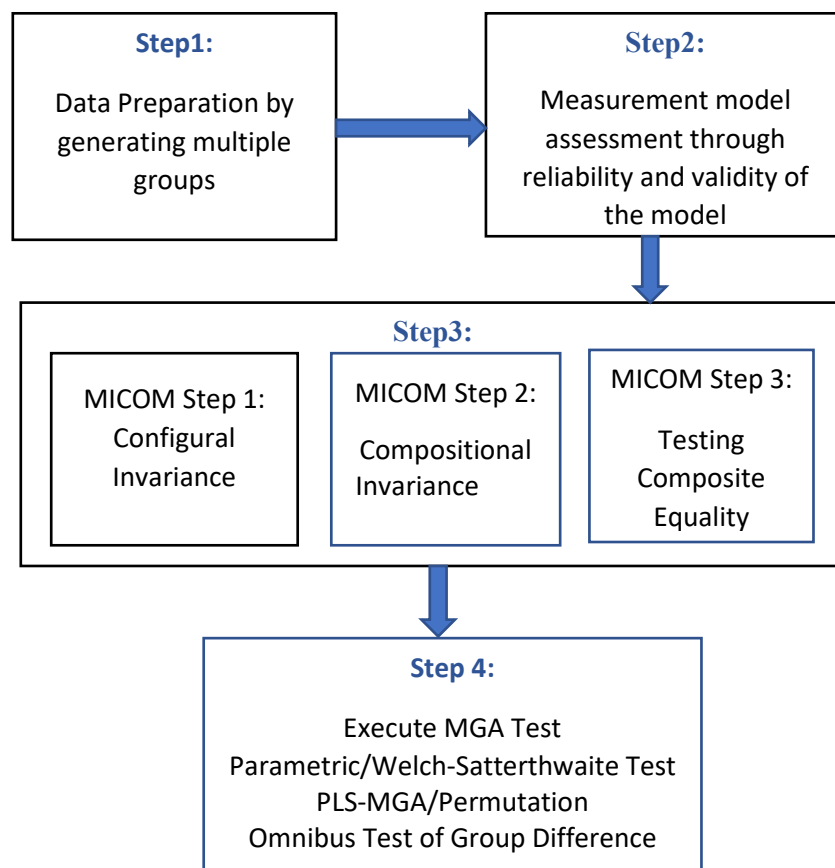 Step1:
Data Preparation by
generating multiple
groups
Step2:
Measurement model
assessment through
reliability and validity of
the model
Step3:
MICOM Step 1:
Configural
Invariance
MICOM Step 2:
Compositional
Invariance
MICOM Step 3:
Testing
Composite
Equality
Step 4:
Execute MGA Test
Parametric/Welch-Satterthwaite Test
PLS-MGA/Permutation
Omnibus Test of Group Difference